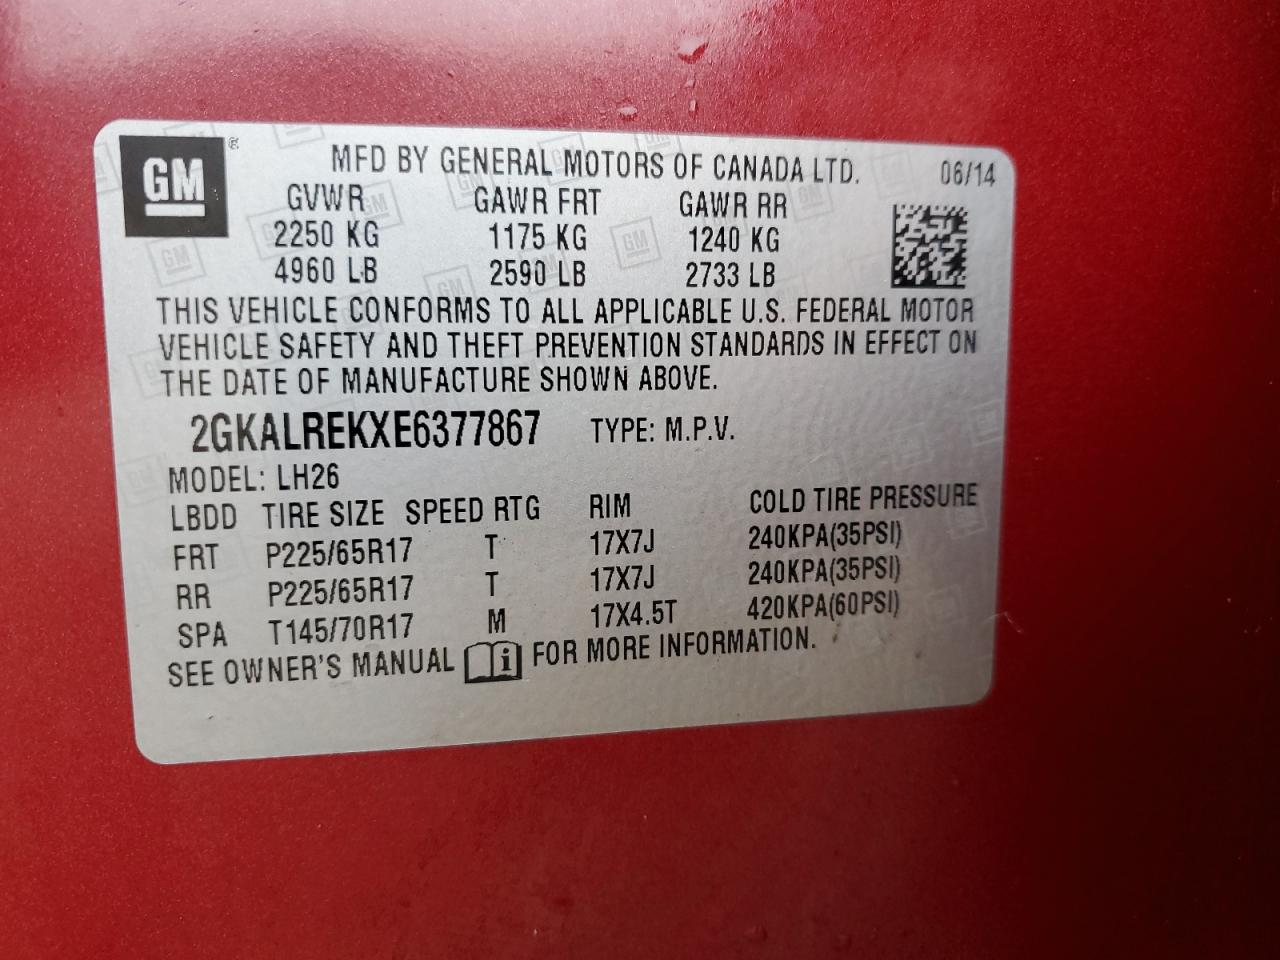 GM ®
MFD BY GENERAL MOTORS OF CANADA LTD. 06/14
GVWR GAWR FRT GAWR RR
2250 KG 1175 KG 1240 KG
4960 LB 2590 LB 2733 LB
THIS VEHICLE CONFORMS TO ALL APPLICABLE U.S. FEDERAL MOTOR
VEHICLE SAFETY AND THEFT PREVENTION STANDARDS IN EFFECT ON
THE DATE OF MANUFACTURE SHOWN ABOVE.
2GKALREKXE6377867 TYPE: M.P.V.
MODEL: LH26
LBDD TIRE SIZE SPEED RTG RIM COLD TIRE PRESSURE
FRT P225/65R17 T 17X7J 240KPA(35PSI)
RR P225/65R17 T 17X7J 240KPA(35PSI)
SPA T145/70R17 M 17X4.5T 420KPA(60PSI)
SEE OWNER'S MANUAL i FOR MORE INFORMATION.